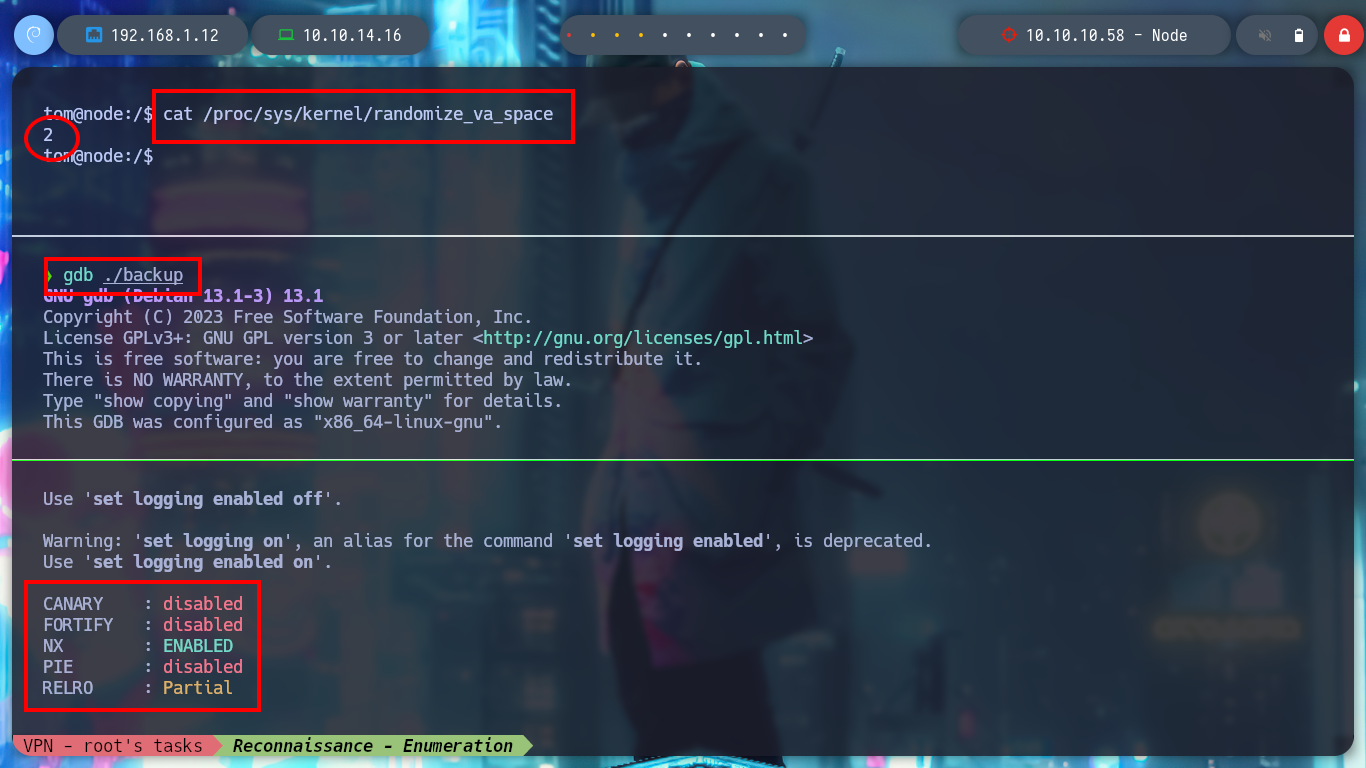 192.168.1.12 10.10.14.16 10.10.10.58 - Node
tom@node:/$ cat /proc/sys/kernel/randomize_va_space
2
tom@node:/$
❯ gdb ./backup
GNU gdb (Debian 13.1-3) 13.1
Copyright (C) 2023 Free Software Foundation, Inc.
License GPLv3+: GNU GPL version 3 or later <http://gnu.org/licenses/gpl.html>
This is free software: you are free to change and redistribute it.
There is NO WARRANTY, to the extent permitted by law.
Type "show copying" and "show warranty" for details.
This GDB was configured as "x86_64-linux-gnu".
Use 'set logging enabled off'.
Warning: 'set logging on', an alias for the command 'set logging enabled', is deprecated.
Use 'set logging enabled on'.
CANARY : disabled
FORTIFY : disabled
NX : ENABLED
PIE : disabled
RELRO : Partial
VPN - root's tasks Reconnaissance - Enumeration